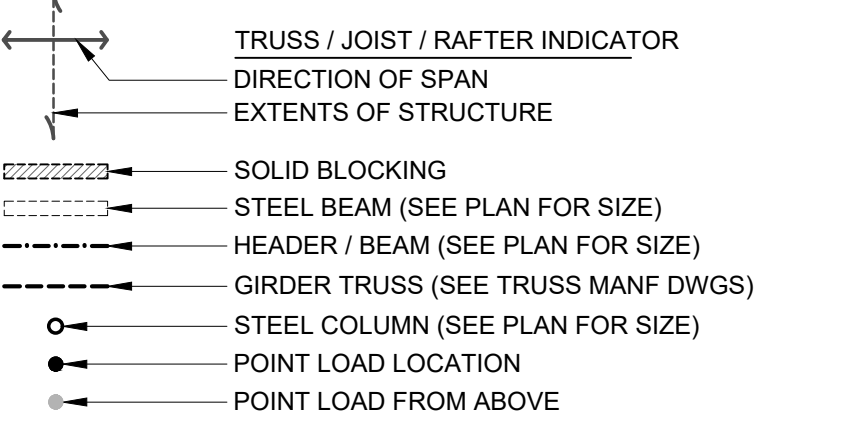 TRUSS / JOIST / RAFTER INDICATOR
DIRECTION OF SPAN
EXTENTS OF STRUCTURE
SOLID BLOCKING
STEEL BEAM (SEE PLAN FOR SIZE)
HEADER / BEAM (SEE PLAN FOR SIZE)
GIRDER TRUSS (SEE TRUSS MANF DWGS)
STEEL COLUMN (SEE PLAN FOR SIZE)
POINT LOAD LOCATION
POINT LOAD FROM ABOVE